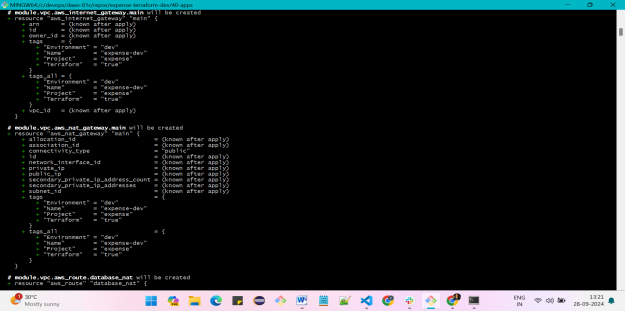 MINGW64:/c/devops/daws-81s/repos/expense-terraform-dev/40-apps
# module.vpc.aws_internet_gateway.main will be created
+ resource "aws_internet_gateway" "main" {
+ arn = (known after apply)
+ id = (known after apply)
+ owner_id = (known after apply)
+ tags = {
+ "Environment" = "dev"
+ "Name" = "expense-dev"
+ "Project" = "expense"
+ "Terraform" = "true"
}
+ tags_all = {
+ "Environment" = "dev"
+ "Name" = "expense-dev"
+ "Project" = "expense"
+ "Terraform" = "true"
}
+ vpc_id = (known after apply)
}
# module.vpc.aws_nat_gateway.main will be created
+ resource "aws_nat_gateway" "main" {
+ allocation_id = (known after apply)
+ association_id = (known after apply)
+ connectivity_type = "public"
+ id = (known after apply)
+ network_interface_id = (known after apply)
+ private_ip = (known after apply)
+ public_ip = (known after apply)
+ secondary_private_ip_address_count = (known after apply)
+ secondary_private_ip_addresses = (known after apply)
+ subnet_id = (known after apply)
+ tags = {
+ "Environment" = "dev"
+ "Name" = "expense-dev"
+ "Project" = "expense"
+ "Terraform" = "true"
}
+ tags_all = {
+ "Environment" = "dev"
+ "Name" = "expense-dev"
+ "Project" = "expense"
+ "Terraform" = "true"
}
}
# module.vpc.aws_route.database_nat will be created
+ resource "aws_route" "database_nat" {
30°C
Mostly sunny
ENG
IN
13:21
26-09-2024